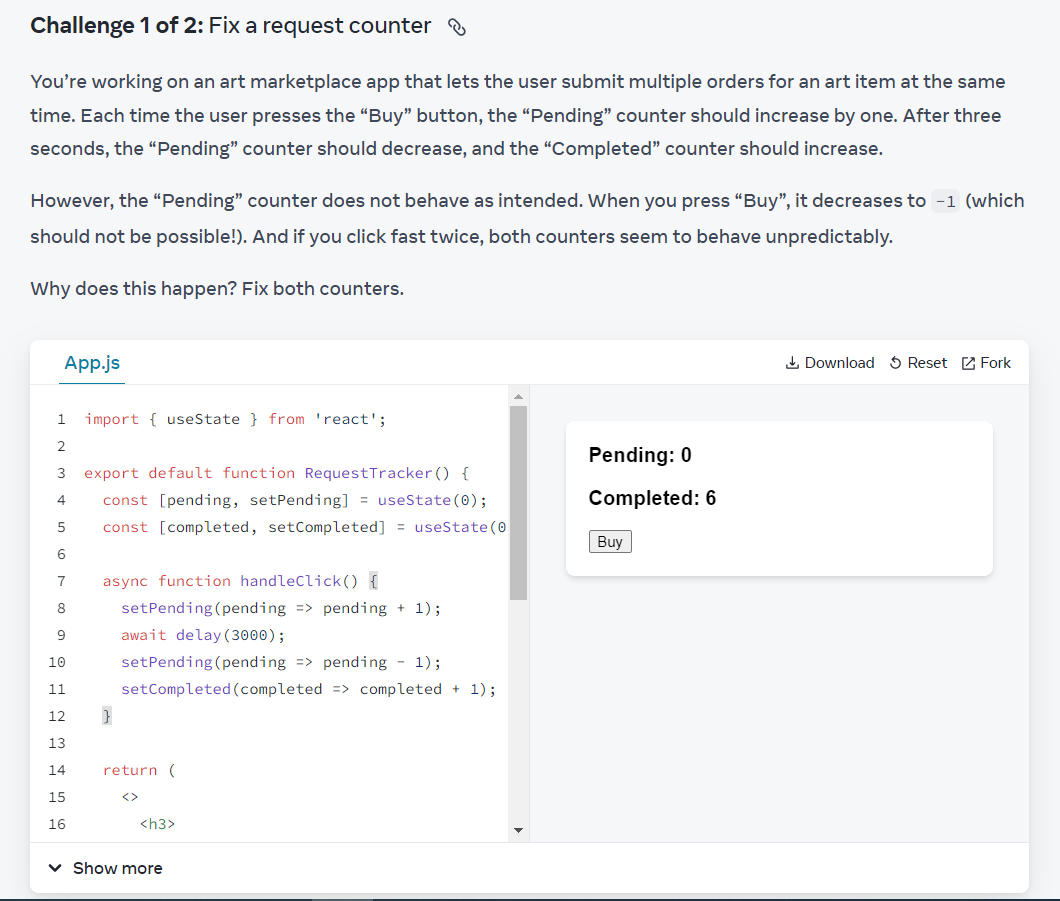 Challenge 1 of 2: Fix a request counter
You’re working on an art marketplace app that lets the user submit multiple orders for an art item at the same
time. Each time the user presses the “Buy” button, the “Pending” counter should increase by one. After three
seconds, the “Pending” counter should decrease, and the “Completed” counter should increase.
However, the “Pending” counter does not behave as intended. When you press “Buy”, it decreases to -1 (which
should not be possible!). And if you click fast twice, both counters seem to behave unpredictably.
Why does this happen? Fix both counters.
App.js
Download Reset Fork
1 import { useState } from 'react';
2
3 export default function RequestTracker() {
4 const [pending, setPending] = useState(0);
5 const [completed, setCompleted] = useState(0
6
7 async function handleClick() {
8 setPending(pending => pending + 1);
9 await delay(3000);
10 setPending(pending => pending - 1);
11 setCompleted(completed => completed + 1);
12 }
13
14 return (
15 <>
16 <h3>
Pending: 0
Completed: 6
Buy
Show more